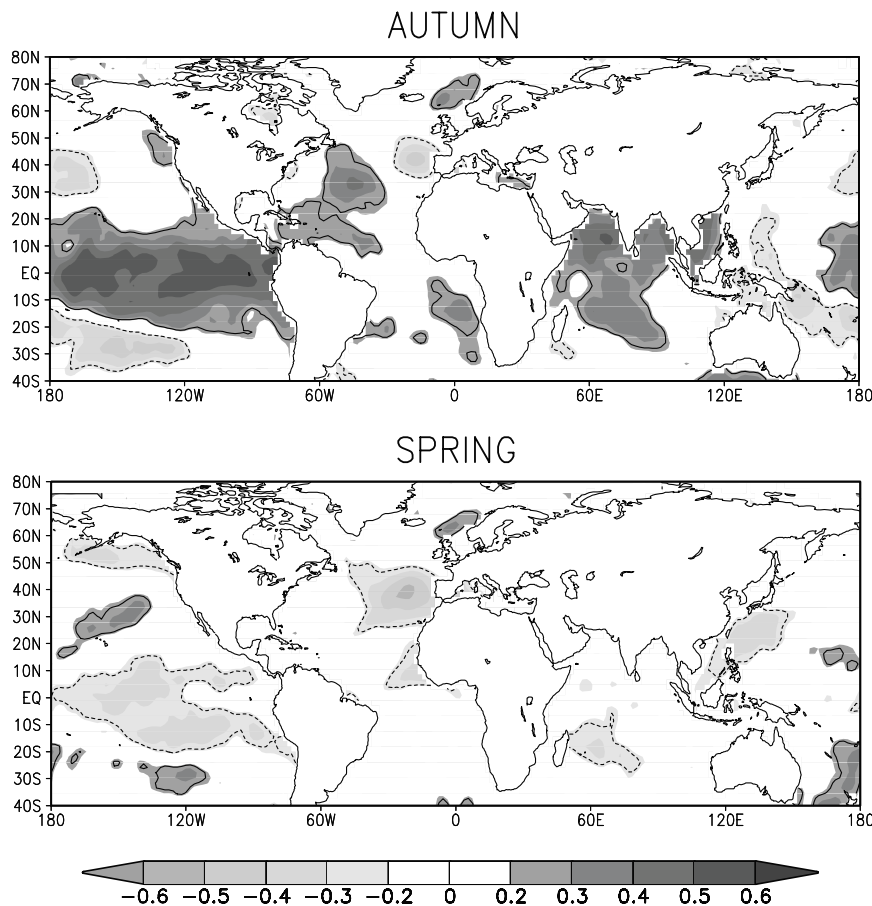 AUTUMN
80N
70N
60N
50N
40N
30N
20N
10N
EQ
10S
20S
30S
40S
180 120W 60W 0 60E 120E 180
SPRING
80N
70N
60N
50N
40N
30N
20N
10N
EQ
10S
20S
30S
40S
180 120W 60W 0 60E 120E 180
-0.6 -0.5 -0.4 -0.3 -0.2 0 0.2 0.3 0.4 0.5 0.6